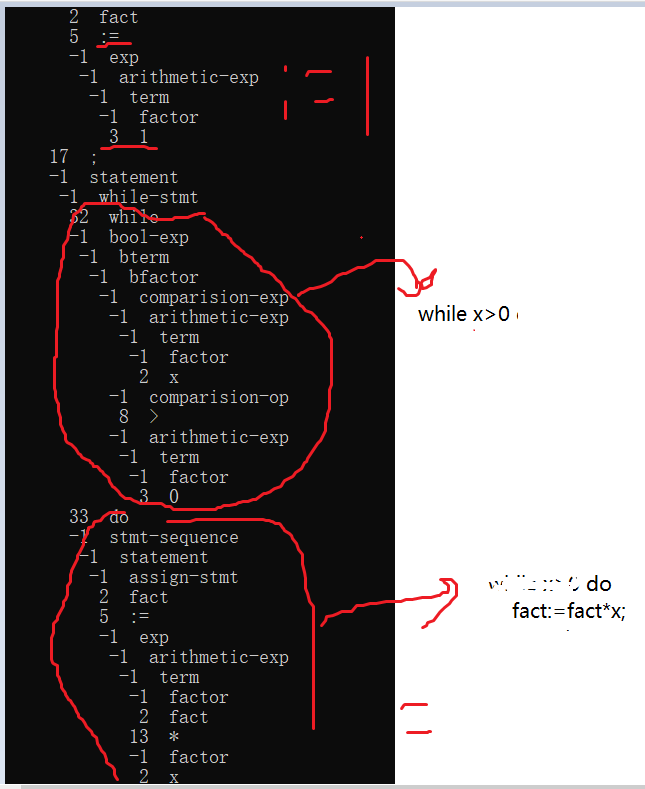 2 fact
5 :=
-1 exp
-1 arithmetic-exp
-1 term
-1 factor
3 1
:= 1
17 ;
-1 statement
-1 while-stmt
32 while
-1 bool-exp
-1 bterm
-1 bfactor
-1 comparision-exp
-1 arithmetic-exp
-1 term
-1 factor
2 x
-1 comparision-op
8 >
-1 arithmetic-exp
-1 term
-1 factor
3 0
while x>0
33 do
-1 stmt-sequence
-1 statement
-1 assign-stmt
2 fact
5 :=
-1 exp
-1 arithmetic-exp
-1 term
-1 factor
2 fact
13 *
-1 factor
2 x
do
fact:=fact*x;